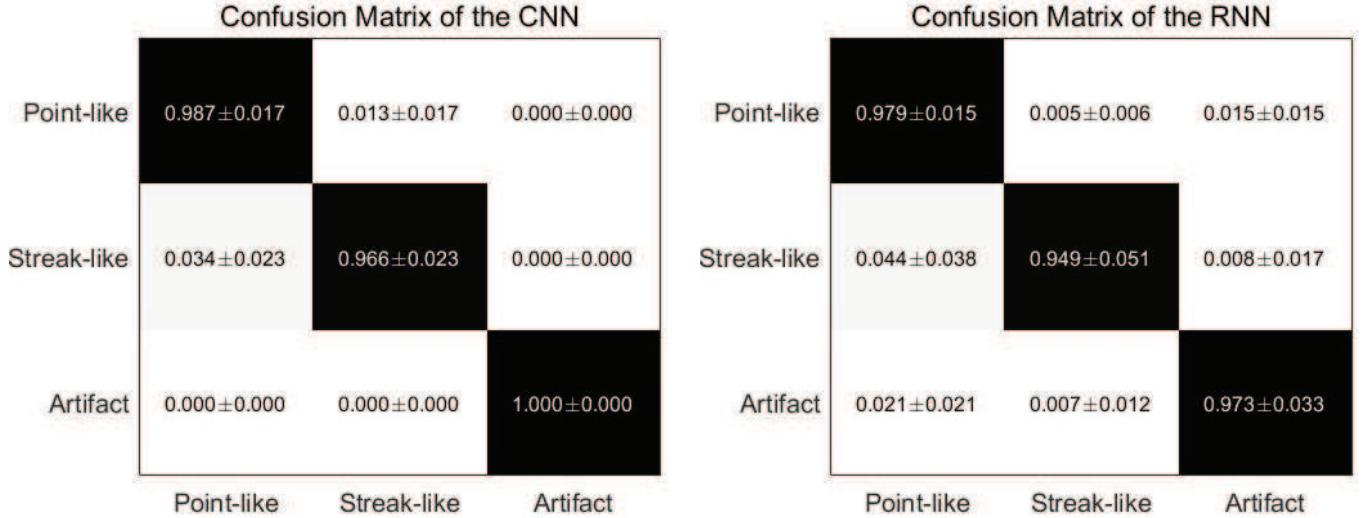 Confusion Matrix of the CNN
Point-like 0.987±0.017 0.013±0.017 0.000±0.000
Streak-like 0.034±0.023 0.966±0.023 0.000±0.000
Artifact 0.000±0.000 0.000±0.000 1.000±0.000
Point-like Streak-like Artifact
Confusion Matrix of the RNN
Point-like 0.979±0.015 0.005±0.006 0.015±0.015
Streak-like 0.044±0.038 0.949±0.051 0.008±0.017
Artifact 0.021±0.021 0.007±0.012 0.973±0.033
Point-like Streak-like Artifact